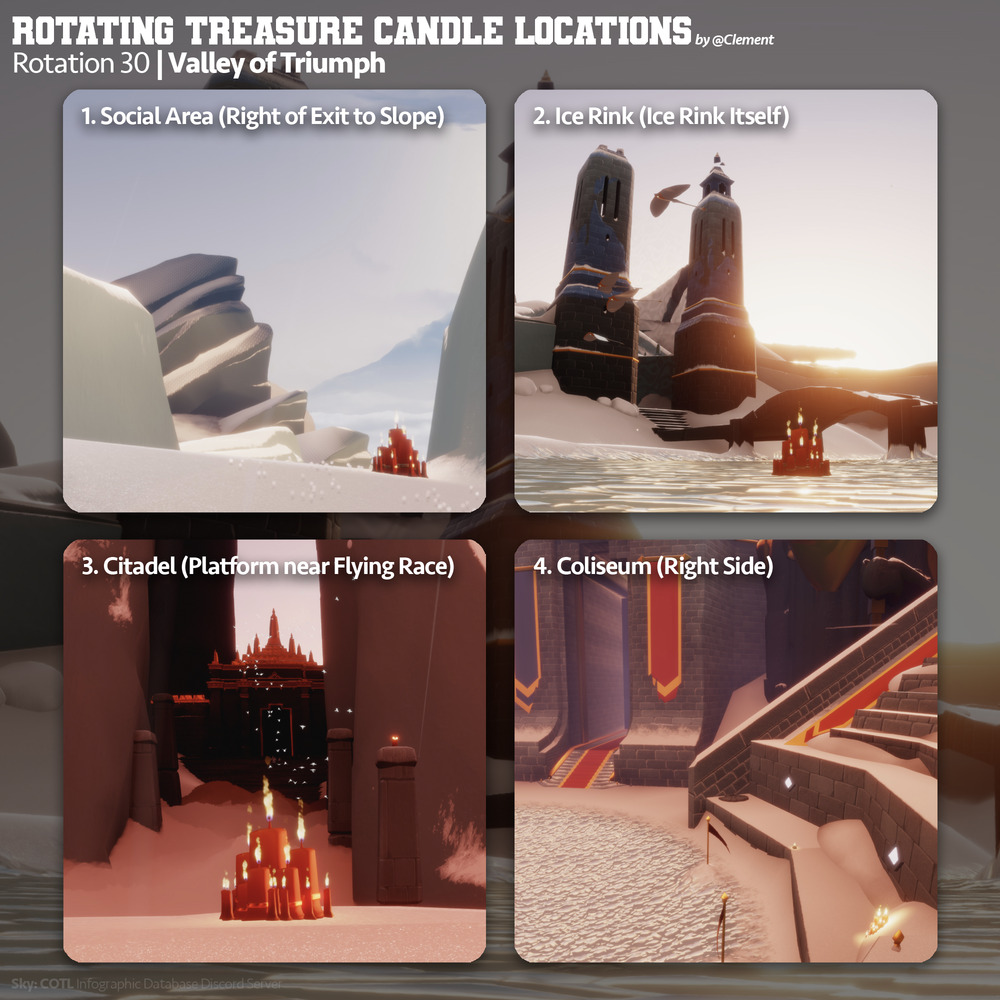 ROTATING TREASURE CANDLE LOCATIONS by @Clement
Rotation 30 | Valley of Triumph
1. Social Area (Right of Exit to Slope)
2. Ice Rink (Ice Rink Itself)
3. Citadel (Platform near Flying Race)
4. Coliseum (Right Side)
Sky: COTL Infographic Database Discord Server